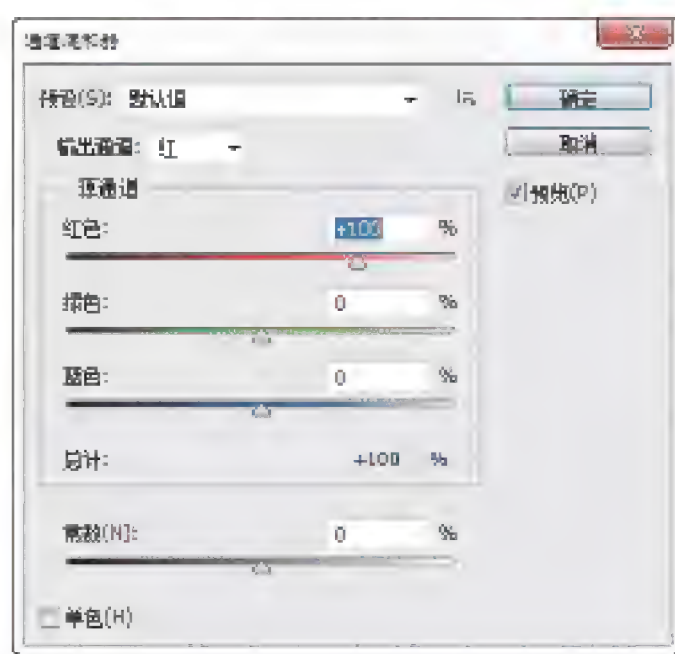 通道混和器
预设(S): 默认值
确定
输出通道: 红
取消
源通道
预览(P)
红色: +100 %
绿色: 0 %
蓝色: 0 %
总计: +100 %
常数(N): 0 %
单色(H)